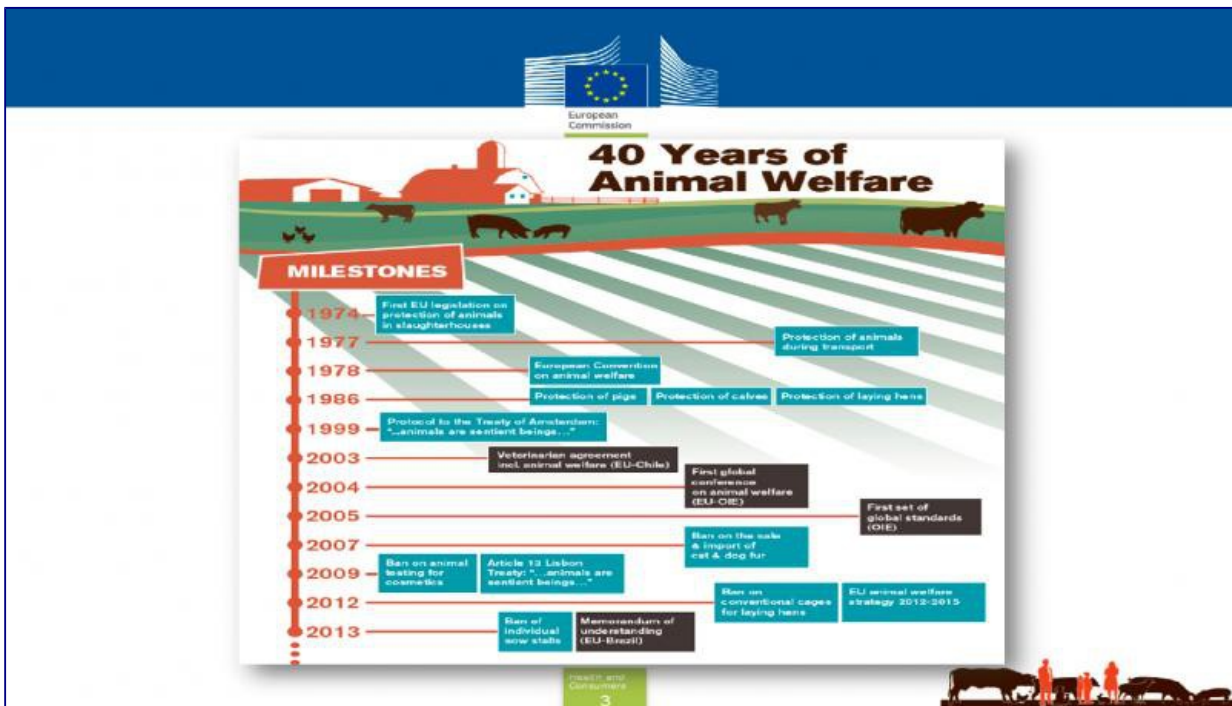 European
Commission
40 Years of
Animal Welfare
MILESTONES
1974
First EU legislation on
protection of animals
in slaughterhouses
1977
Protection of animals
during transport
1978
European Convention
on animal welfare
1986
Protection of pigs
Protection of calves
Protection of laying hens
1999
Protocol to the Treaty of Amsterdam:
"...animals are sentient beings..."
2003
Veterinarian agreement
incl. animal welfare (EU-Chile)
2004
First global
conference
on animal welfare
(EU-OIE)
2005
First set of
global standards
(OIE)
2007
Ban on the sale
& import of
cat & dog fur
2009
Ban on animal
testing for
cosmetics
Article 13 Lisbon
Treaty: "...animals are
sentient beings..."
2012
Ban on
conventional cages
for laying hens
EU animal welfare
strategy 2012-2015
2013
Ban of
individual
sow stalls
Memorandum of
understanding
(EU-Brazil)
Health and
Consumers
3